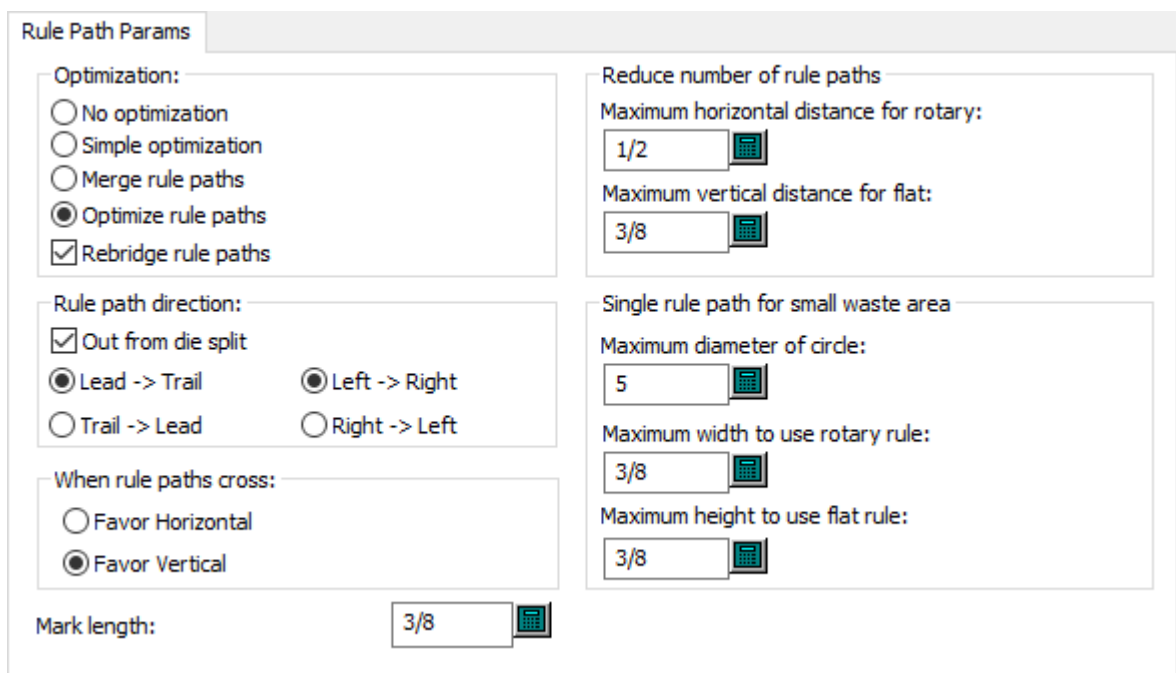 Rule Path Params
Optimization:
No optimization
Simple optimization
Merge rule paths
Optimize rule paths
Rebridge rule paths
Reduce number of rule paths
Maximum horizontal distance for rotary:
1/2
Maximum vertical distance for flat:
3/8
Rule path direction:
Out from die split
Lead -> Trail
Left -> Right
Trail -> Lead
Right -> Left
Single rule path for small waste area
Maximum diameter of circle:
5
Maximum width to use rotary rule:
3/8
Maximum height to use flat rule:
3/8
When rule paths cross:
Favor Horizontal
Favor Vertical
Mark length:
3/8